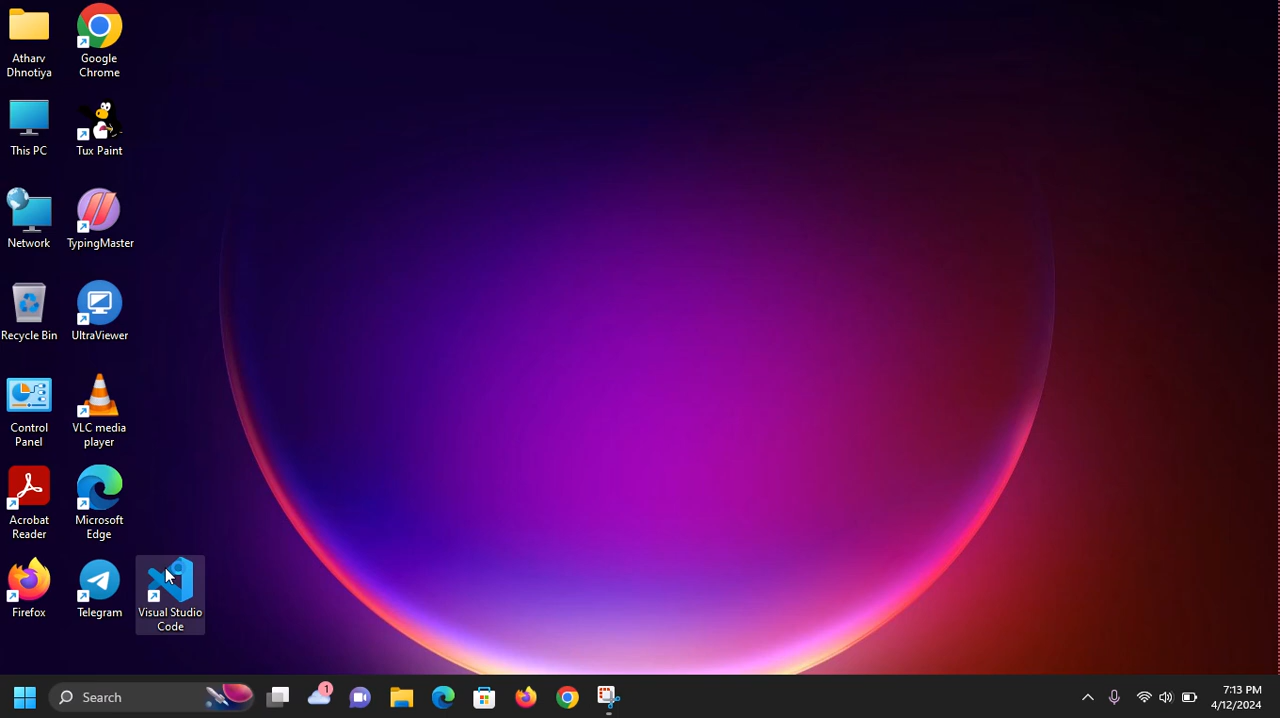 Atharv
Dhnotiya
Google
Chrome
This PC
Tux Paint
Network
TypingMaster
Recycle Bin
UltraViewer
Control
Panel
VLC media
player
Acrobat
Reader
Microsoft
Edge
Firefox
Telegram
Visual Studio
Code
Search
1
7:13 PM
4/12/2024